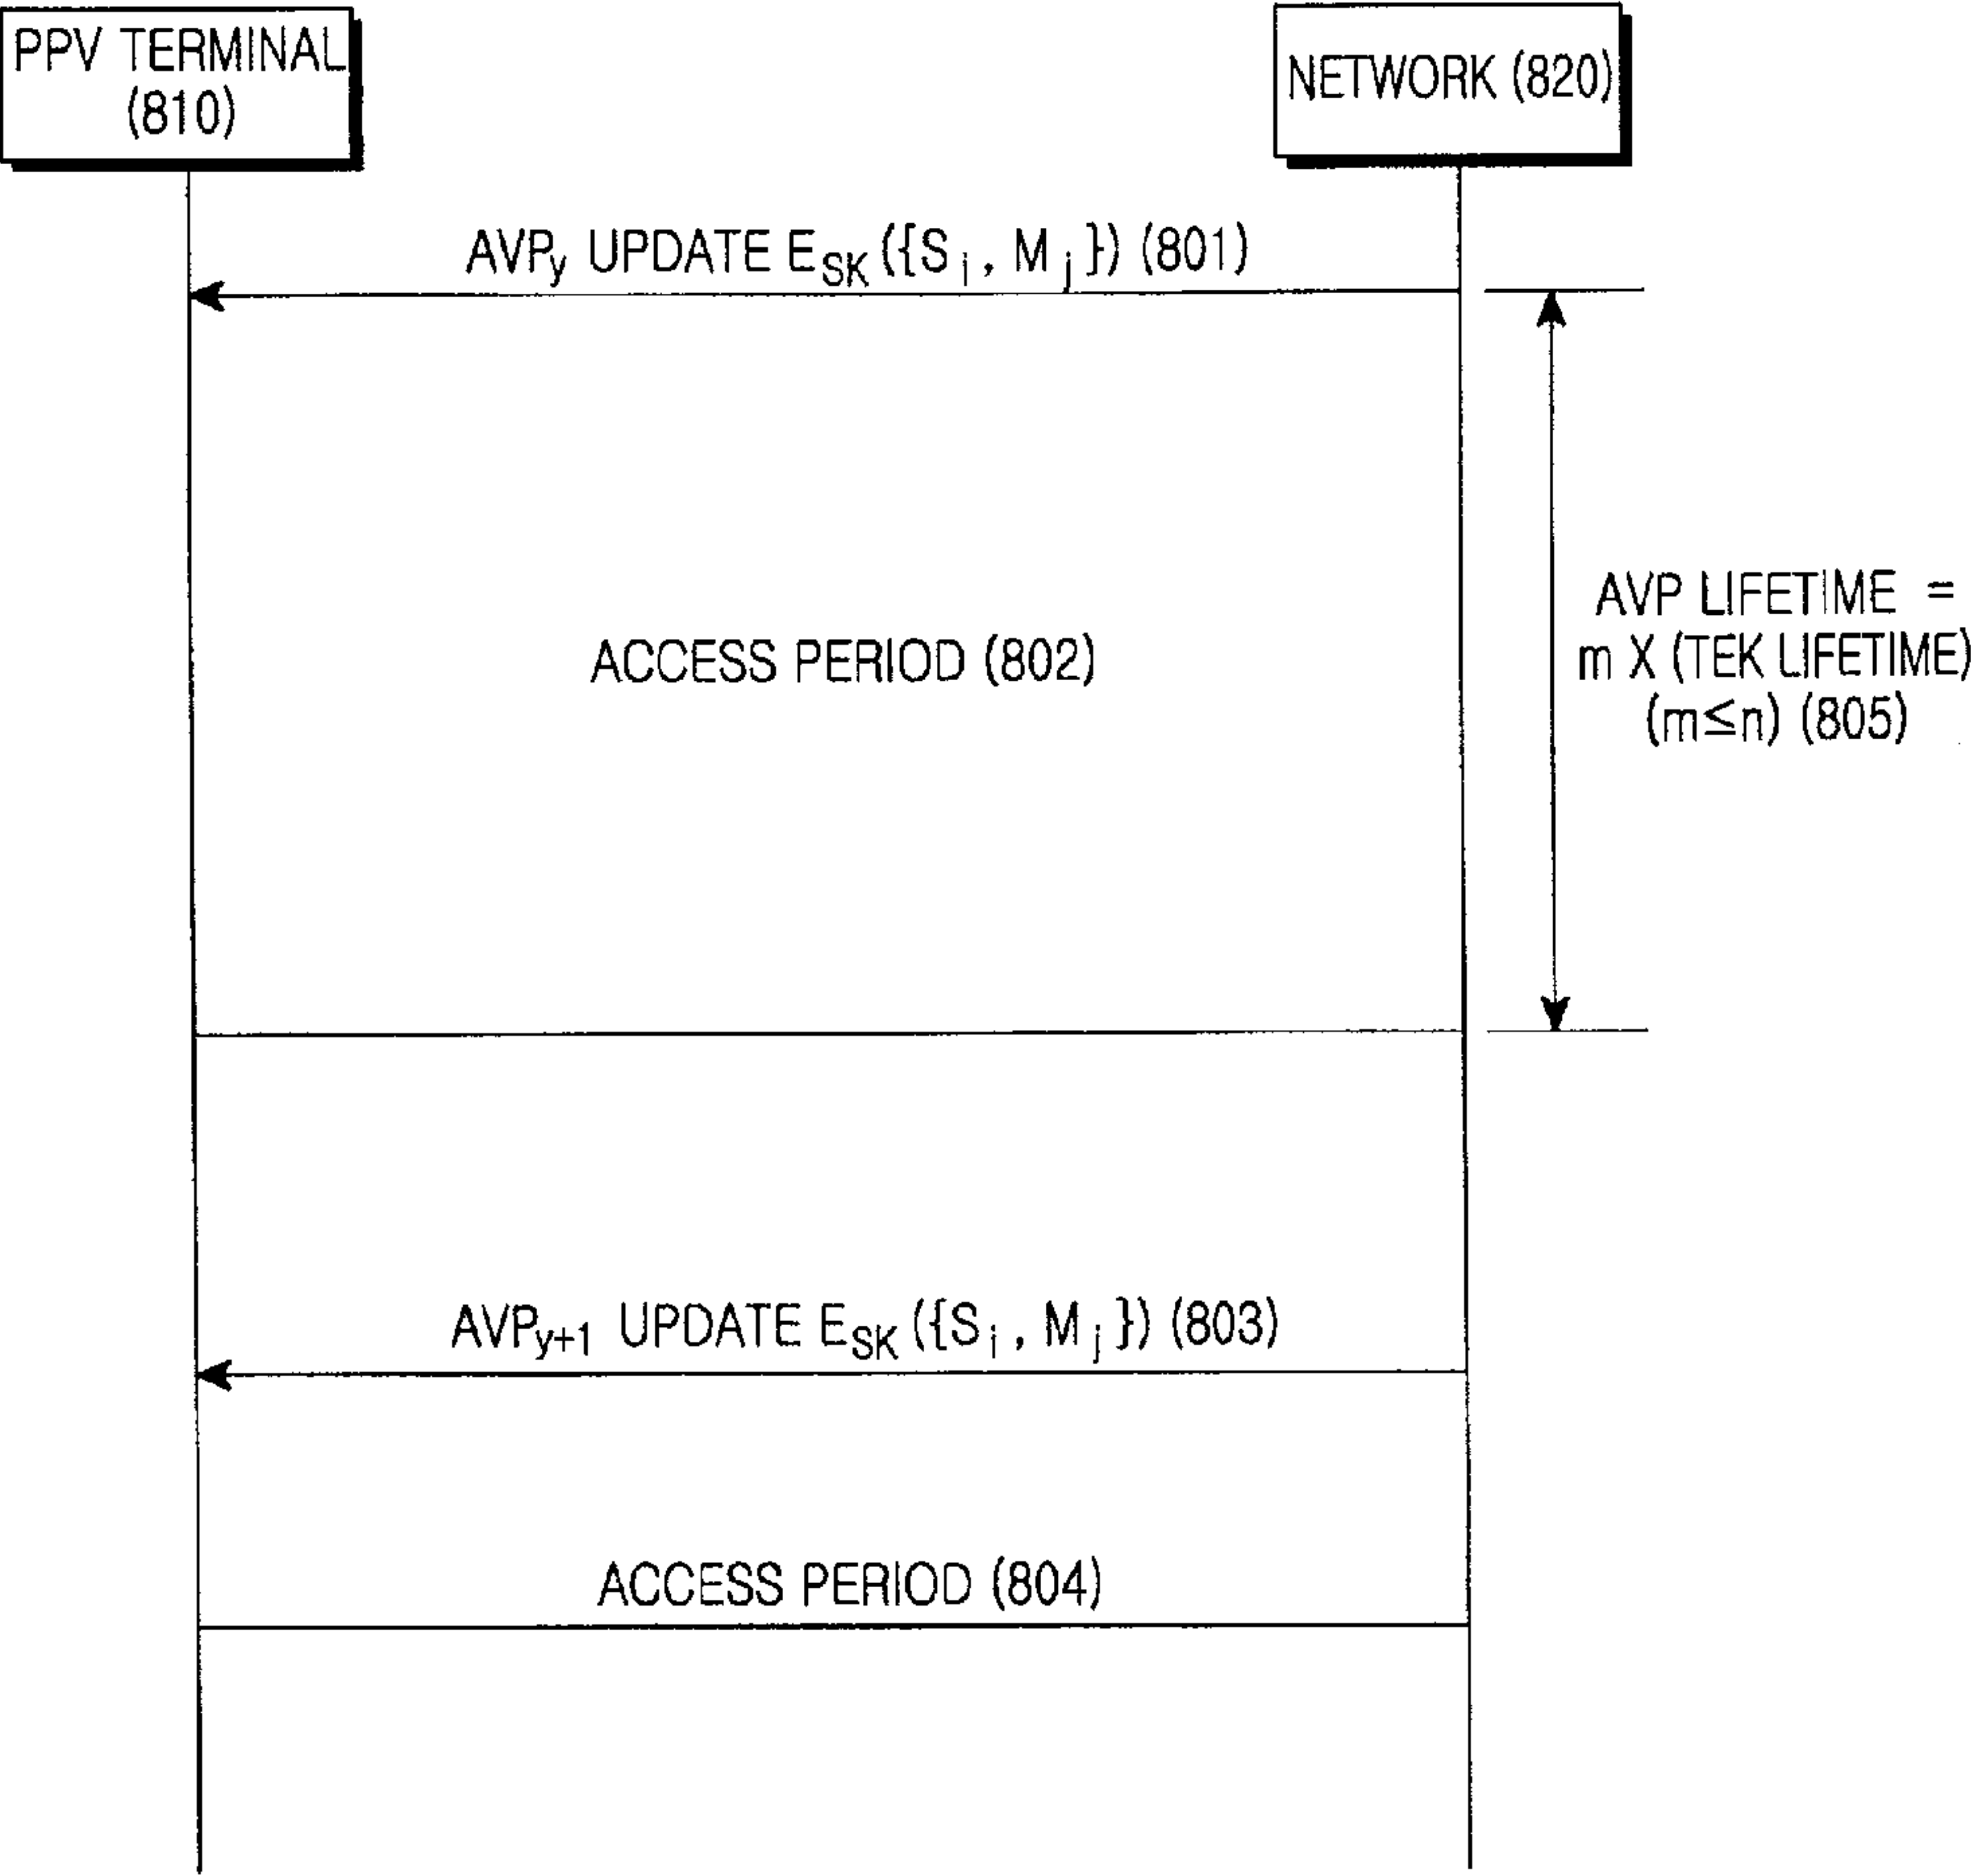 PPV TERMINAL
(810)
NETWORK (820)
AVPy UPDATE ESK ({Si, Mj}) (801)
ACCESS PERIOD (802)
AVP LIFETIME =
m X (TEK LIFETIME)
(m≤n) (805)
AVPy+1 UPDATE ESK ({Si, Mj}) (803)
ACCESS PERIOD (804)